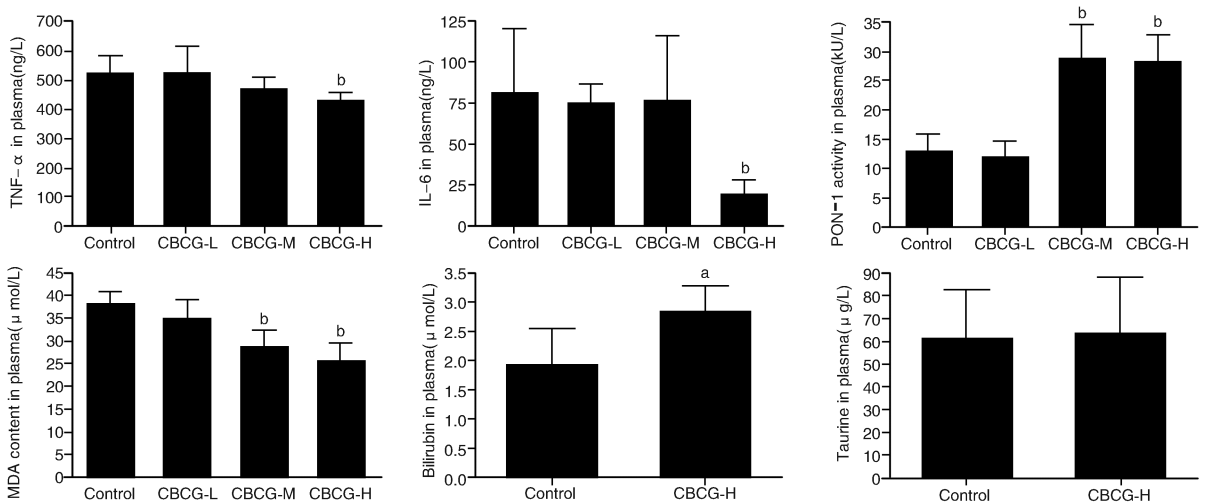 TNF-α in plasma(ng/L)
700
600
500
400
300
200
100
0
b
Control CBCG-L CBCG-M CBCG-H
IL-6 in plasma(ng/L)
125
100
75
50
25
0
b
Control CBCG-L CBCG-M CBCG-H
PON-1 activity in plasma(kU/L)
35
30
25
20
15
10
5
0
b b
Control CBCG-L CBCG-M CBCG-H
MDA content in plasma( μ mol/L)
45
40
35
30
25
20
15
10
5
0
b b
Control CBCG-L CBCG-M CBCG-H
Bilirubin in plasma( μ mol/L)
3.5
3.0
2.5
2.0
1.5
1.0
0.5
0.0
a
Control CBCG-H
Taurine in plasma( μ g/L)
90
80
70
60
50
40
30
20
10
0
Control CBCG-H